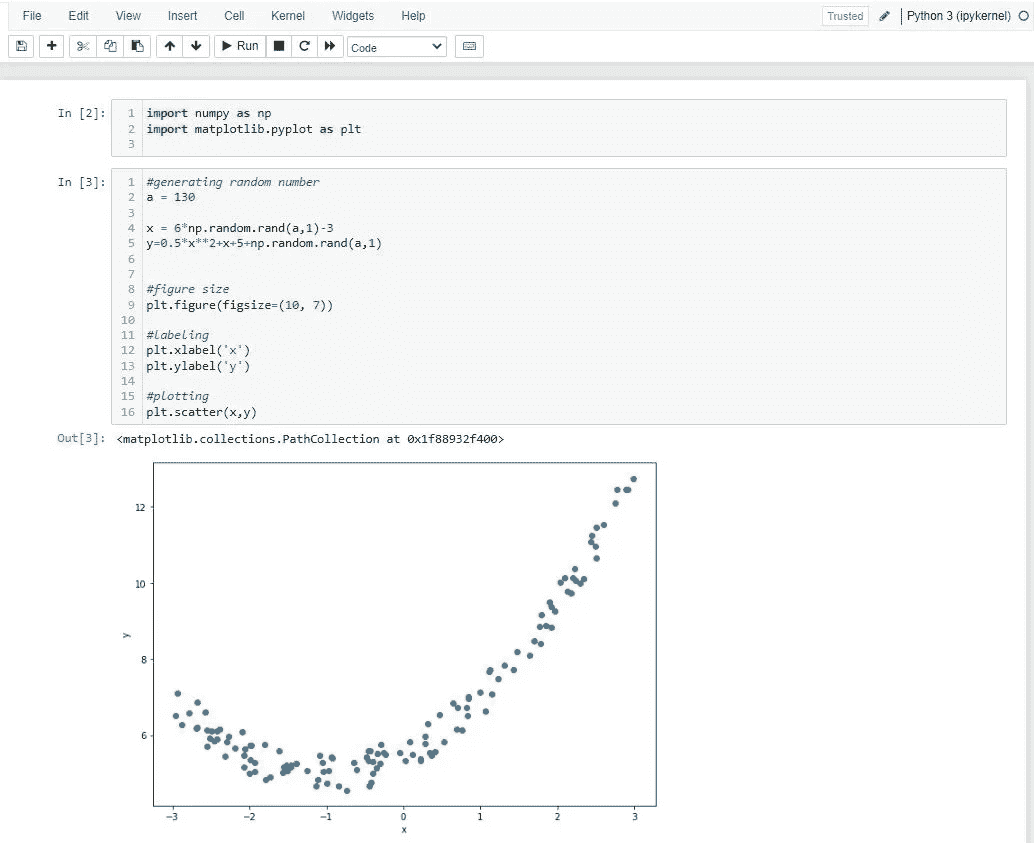 File Edit View Insert Cell Kernel Widgets Help Trusted Python 3 (ipykernel)
Run Code
In [2]: 1 import numpy as np
2 import matplotlib.pyplot as plt
3
In [3]: 1 #generating random number
2 a = 130
3
4 x = 6*np.random.rand(a,1)-3
5 y=0.5*x**2+x+5+np.random.rand(a,1)
6
7
8 #figure size
9 plt.figure(figsize=(10, 7))
10
11 #labeling
12 plt.xlabel('x')
13 plt.ylabel('y')
14
15 #plotting
16 plt.scatter(x,y)
Out[3]: <matplotlib.collections.PathCollection at 0x1f88932f400>
12
10
y
8
6
−3 −2 −1 0 1 2 3
x